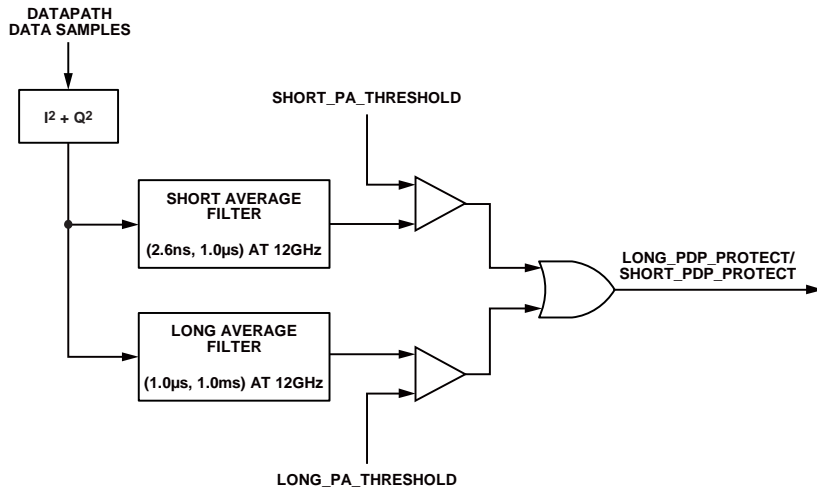 DATAPATH
DATA SAMPLES
I² + Q²
SHORT_PA_THRESHOLD
SHORT AVERAGE
FILTER
(2.6ns, 1.0µs) AT 12GHz
LONG_PDP_PROTECT/
SHORT_PDP_PROTECT
LONG AVERAGE
FILTER
(1.0µs, 1.0ms) AT 12GHz
LONG_PA_THRESHOLD